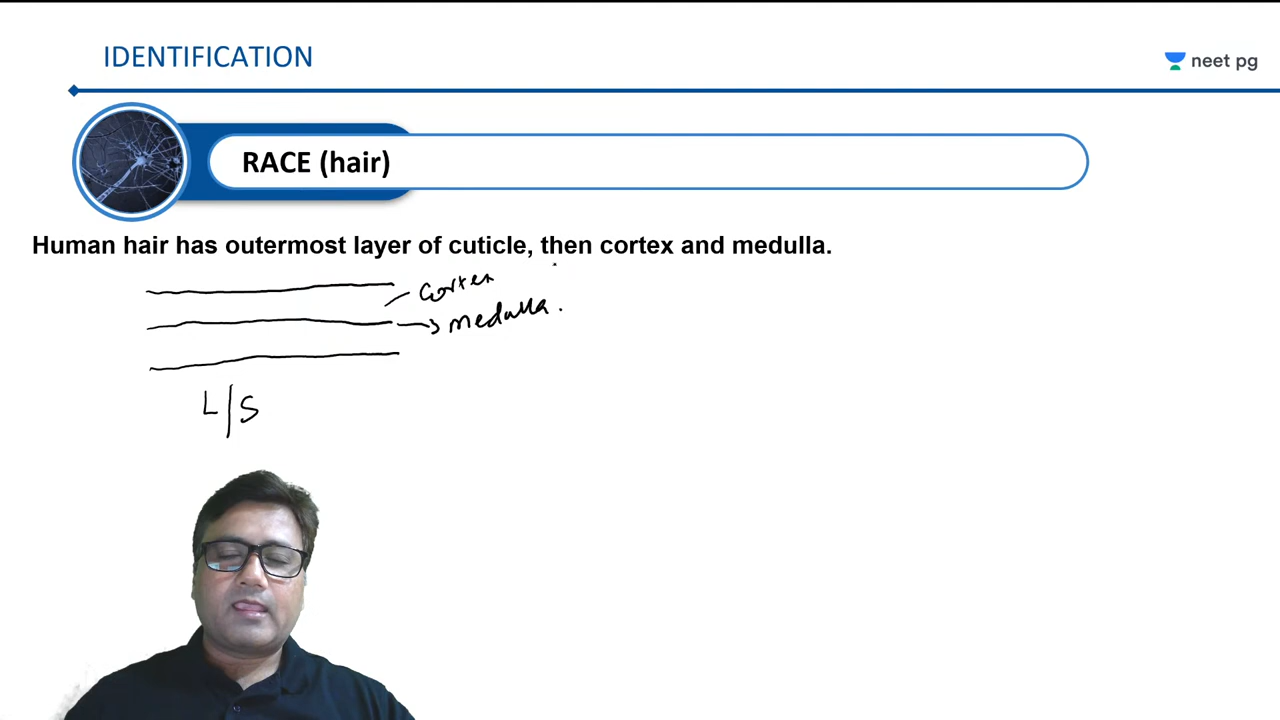 IDENTIFICATION
neet pg
RACE (hair)
Human hair has outermost layer of cuticle, then cortex and medulla.
Cortex
medulla.
L/S